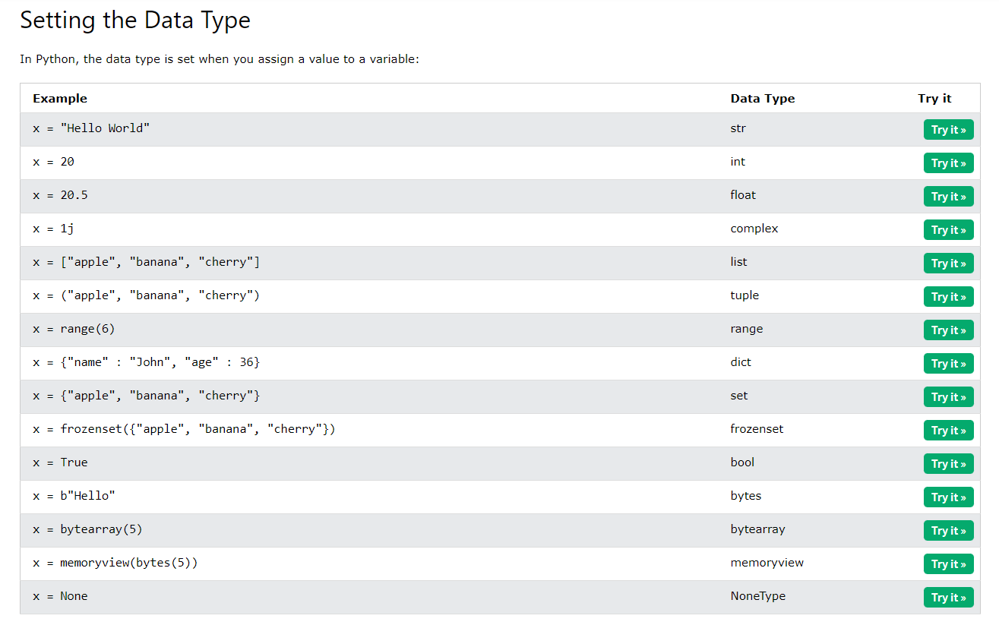 Setting the Data Type
In Python, the data type is set when you assign a value to a variable:
Example Data Type Try it
x = "Hello World" str Try it »
x = 20 int Try it »
x = 20.5 float Try it »
x = 1j complex Try it »
x = ["apple", "banana", "cherry"] list Try it »
x = ("apple", "banana", "cherry") tuple Try it »
x = range(6) range Try it »
x = {"name" : "John", "age" : 36} dict Try it »
x = {"apple", "banana", "cherry"} set Try it »
x = frozenset({"apple", "banana", "cherry"}) frozenset Try it »
x = True bool Try it »
x = b"Hello" bytes Try it »
x = bytearray(5) bytearray Try it »
x = memoryview(bytes(5)) memoryview Try it »
x = None NoneType Try it »